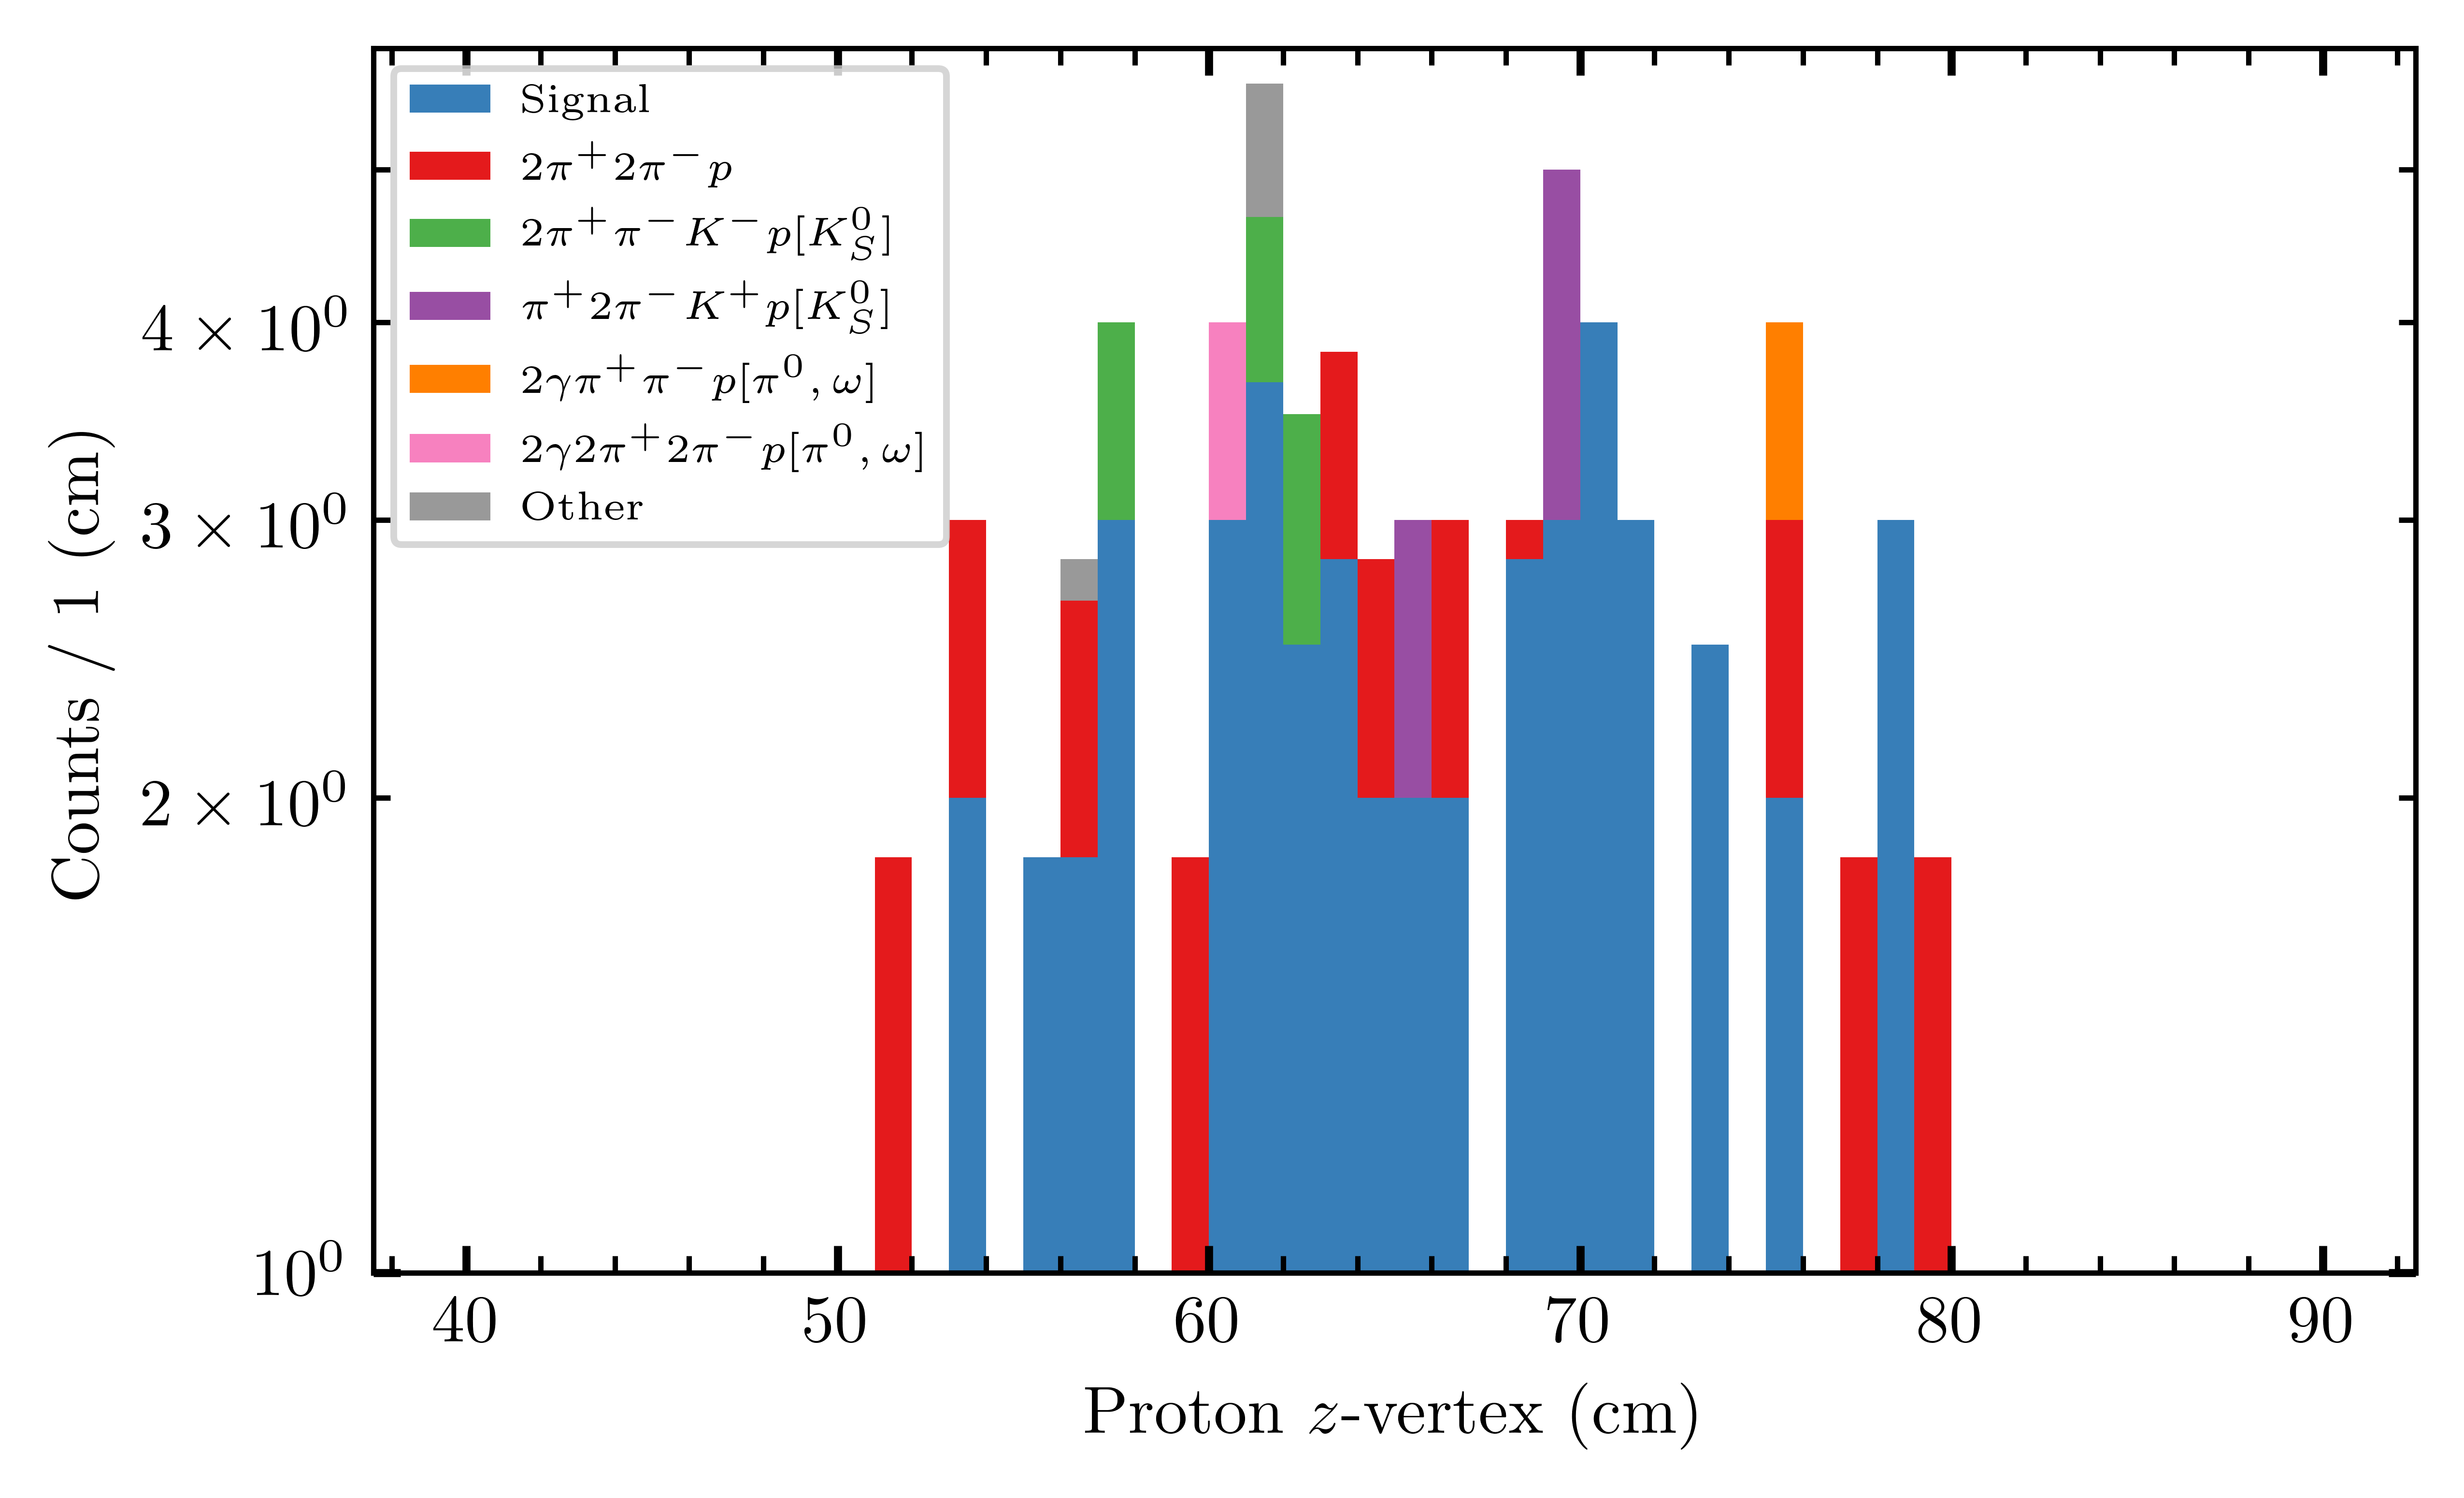 Signal
2π⁺2π⁻p
2π⁺π⁻K⁻p[K⁰_S]
π⁺2π⁻K⁺p[K⁰_S]
2γπ⁺π⁻p[π⁰, ω]
2γ2π⁺2π⁻p[π⁰, ω]
Other
4 × 10⁰
3 × 10⁰
2 × 10⁰
10⁰
Counts / 1 (cm)
40 50 60 70 80 90
Proton z-vertex (cm)